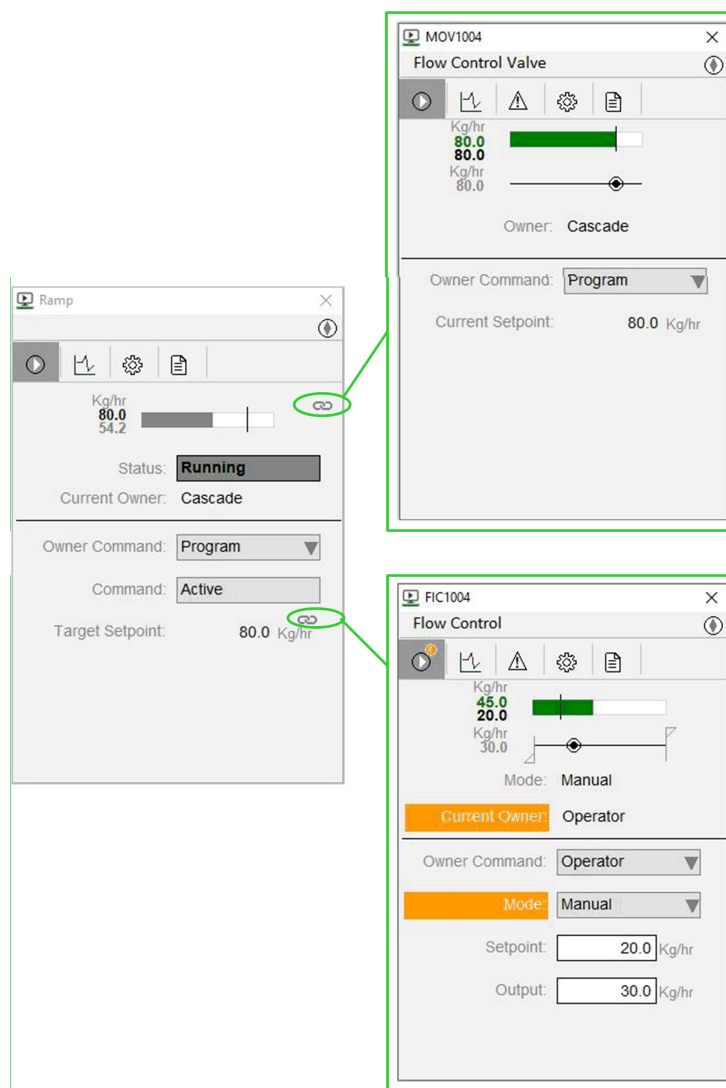 MOV1004
Flow Control Valve
Kg/hr
80.0
80.0
Kg/hr
80.0
Owner: Cascade
Owner Command: Program
Current Setpoint: 80.0 Kg/hr
Ramp
Kg/hr
80.0
54.2
Status: Running
Current Owner: Cascade
Owner Command: Program
Command: Active
Target Setpoint: 80.0 Kg/hr
FIC1004
Flow Control
Kg/hr
45.0
20.0
Kg/hr
30.0
Mode: Manual
Current Owner: Operator
Owner Command: Operator
Mode: Manual
Setpoint: 20.0 Kg/hr
Output: 30.0 Kg/hr